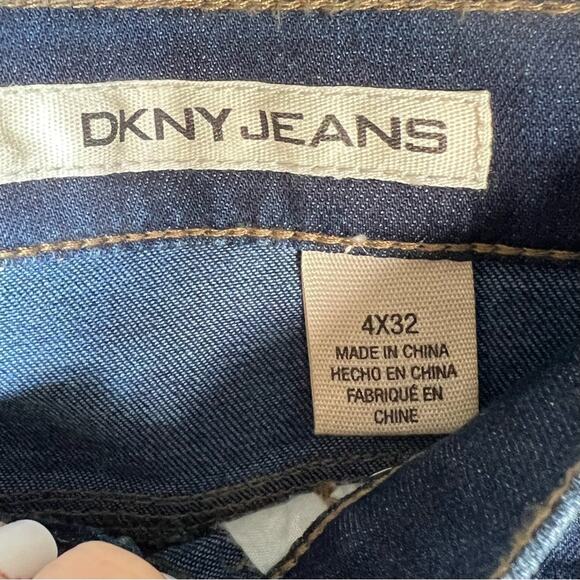 DKNY JEANS
4X32
MADE IN CHINA
HECHO EN CHINA
FABRIQUÉ EN
CHINE